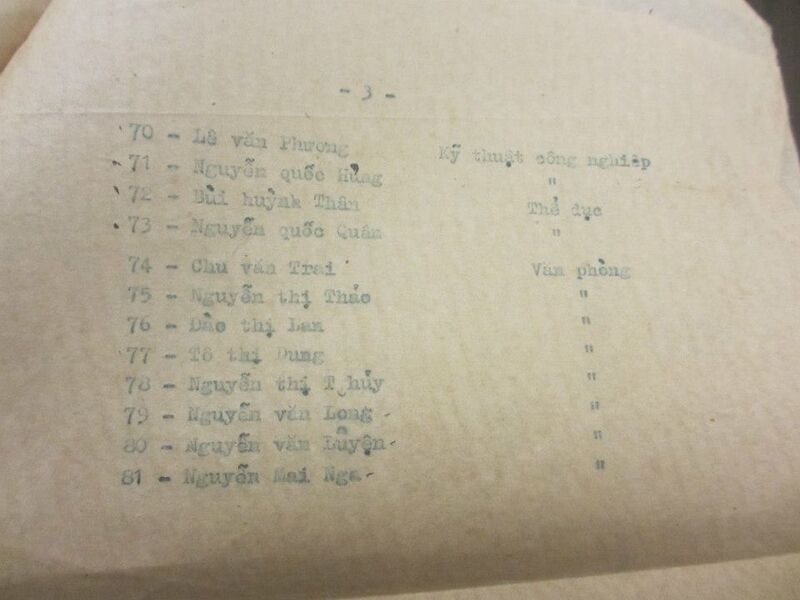 - 3 -
70 - Lê văn Phương Kỹ thuật công nghiệp
71 - Nguyễn quốc Hùng "
72 - Bùi huỳnh Thân Thể dục
73 - Nguyễn quốc Quân "
74 - Chu văn Trai Văn phòng
75 - Nguyễn thị Thảo "
76 - Đào thị Lan "
77 - Tô thị Dung "
78 - Nguyễn thị Thủy "
79 - Nguyễn văn Long - "
80 - Nguyễn văn Luyện - "
81 - Nguyễn Mai Nga - "